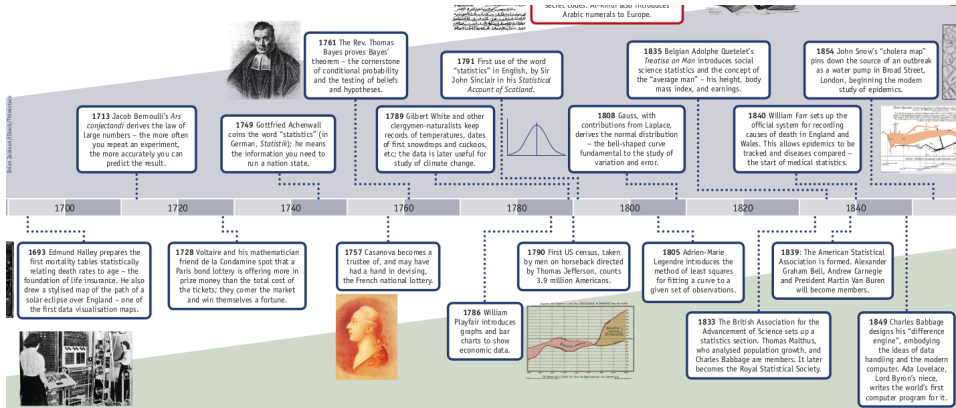 secret codes. Al-Kindi also introduces
Arabic numerals to Europe.
1761 The Rev. Thomas
Bayes proves Bayes'
theorem – the cornerstone
of conditional probability
and the testing of beliefs
and hypotheses.
1791 First use of the word
"statistics" in English, by Sir
John Sinclair in his Statistical
Account of Scotland.
1835 Belgian Adolphe Quetelet's
Treatise on Man introduces social
science statistics and the concept of
the "average man" – his height, body
mass index, and earnings.
1854 John Snow's "cholera map"
pins down the source of an outbreak
as a water pump in Broad Street,
London, beginning the modern
study of epidemics.
1713 Jacob Bernoulli's Ars
conjectandi derives the law of
large numbers – the more often
you repeat an experiment,
the more accurately you can
predict the result.
1749 Gottfried Achenwall
coins the word "statistics" (in
German, Statistik); he means
the information you need to
run a nation state.
1789 Gilbert White and other
clergymen-naturalists keep
records of temperatures, dates
of first snowdrops and cuckoos,
etc; the data is later useful for
study of climate change.
1808 Gauss, with
contributions from Laplace,
derives the normal distribution
– the bell-shaped curve
fundamental to the study of
variation and error.
1840 William Farr sets up the
official system for recording
causes of death in England and
Wales. This allows epidemics to
be tracked and diseases compared –
the start of medical statistics.
1700
1720
1740
1760
1780
1800
1820
1840
1693 Edmund Halley prepares the
first mortality tables statistically
relating death rates to age – the
foundation of life insurance. He also
drew a stylised map of the path of a
solar eclipse over England – one of
the first data visualisation maps.
1728 Voltaire and his mathematician
friend de la Condamine spot that a
Paris bond lottery is offering more in
prize money than the total cost of
the tickets; they corner the market
and win themselves a fortune.
1757 Casanova becomes a
trustee of, and may have
had a hand in devising,
the French national lottery.
1786 William
Playfair introduces
graphs and bar
charts to show
economic data.
1790 First US census, taken
by men on horseback directed
by Thomas Jefferson, counts
3.9 million Americans.
1805 Adrien-Marie
Legendre introduces the
method of least squares
for fitting a curve to a
given set of observations.
1833 The British Association for the
Advancement of Science sets up a
statistics section. Thomas Malthus,
who analysed population growth, and
Charles Babbage are members. It later
becomes the Royal Statistical Society.
1839: The American Statistical
Association is formed. Alexander
Graham Bell, Andrew Carnegie
and President Martin Van Buren
will become members.
1849 Charles Babbage
designs his "difference
engine", embodying
the ideas of data
handling and the modern
computer. Ada Lovelace,
Lord Byron's niece,
writes the world's first
computer program for it.